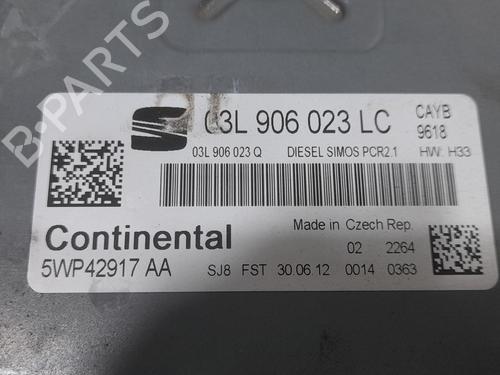 B-PARTS
03L 906 023 LC
CAYB
9618
03L 906 023 Q DIESEL SIMOS PCR2.1 HW: H33
Continental
Made in Czech Rep.
02 2264
5WP42917 AA SJ8 FST 30.06.12 0014 0363